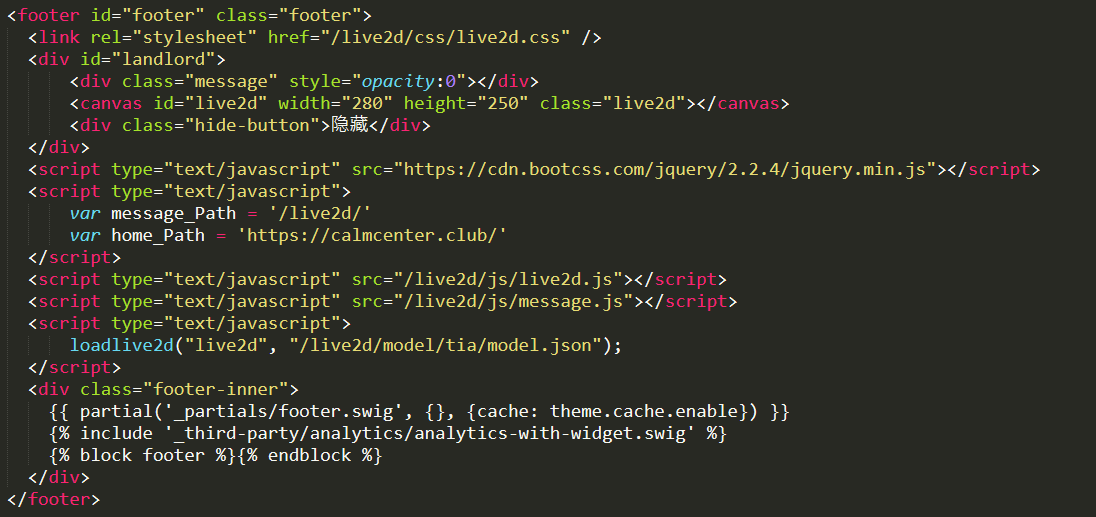 <footer id="footer" class="footer">
<link rel="stylesheet" href="/live2d/css/live2d.css" />
<div id="landlord">
<div class="message" style="opacity:0"></div>
<canvas id="live2d" width="280" height="250" class="live2d"></canvas>
<div class="hide-button">隐藏</div>
</div>
<script type="text/javascript" src="https://cdn.bootcss.com/jquery/2.2.4/jquery.min.js"></script>
<script type="text/javascript">
var message_Path = '/live2d/'
var home_Path = 'https://calmcenter.club/'
</script>
<script type="text/javascript" src="/live2d/js/live2d.js"></script>
<script type="text/javascript" src="/live2d/js/message.js"></script>
<script type="text/javascript">
loadlive2d("live2d", "/live2d/model/tia/model.json");
</script>
<div class="footer-inner">
{{ partial('_partials/footer.swig', {}, {cache: theme.cache.enable}) }}
{% include '_third-party/analytics/analytics-with-widget.swig' %}
{% block footer %}{% endblock %}
</div>
</footer>